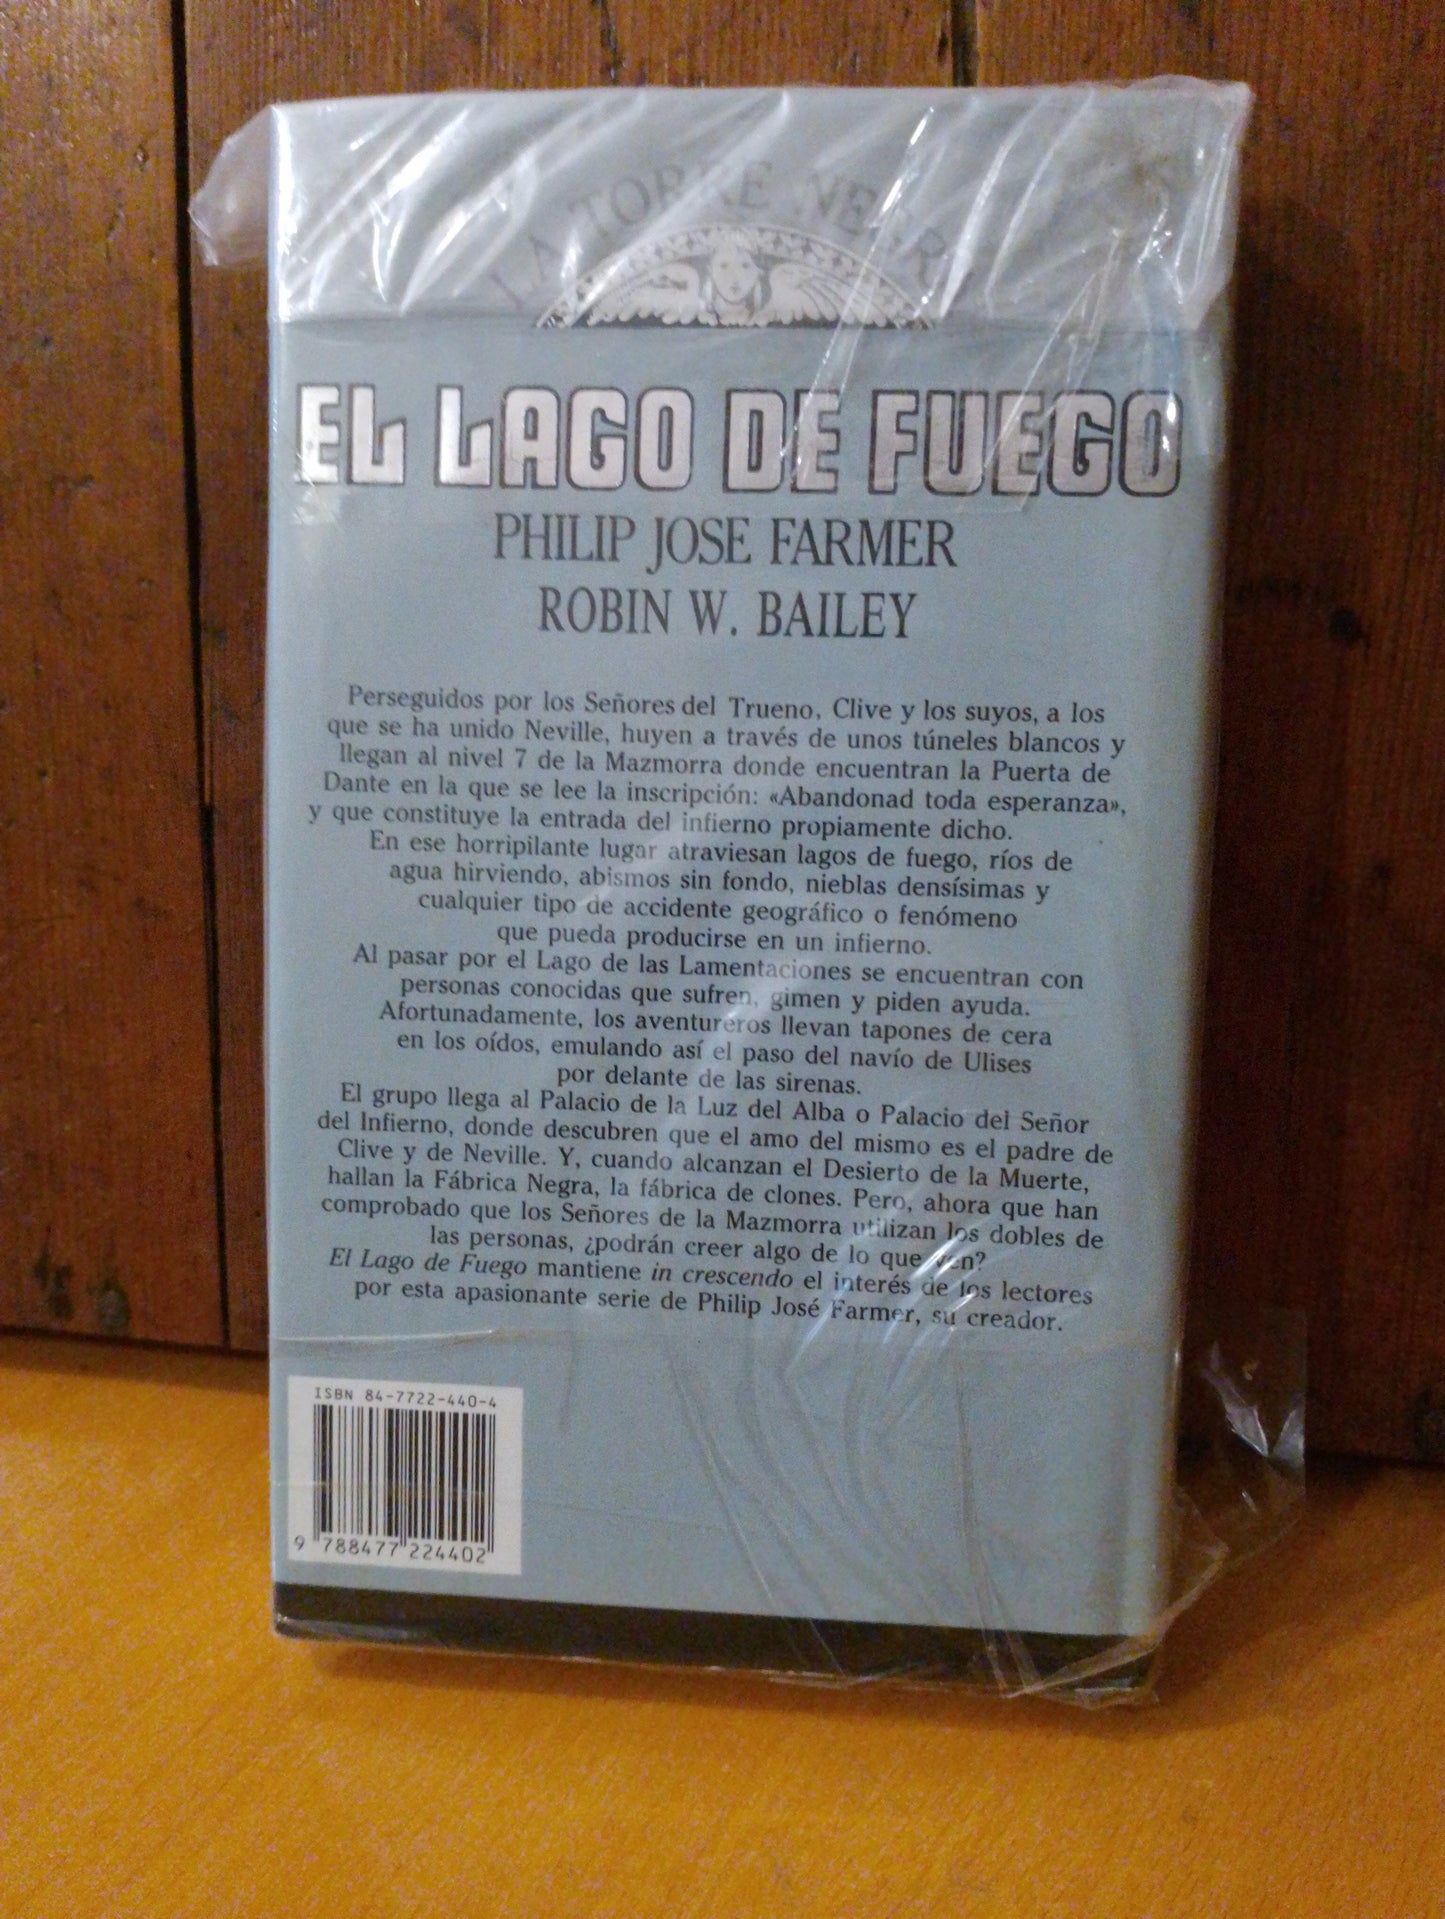 LA TORRE NEGRA
EL LAGO DE FUEGO
PHILIP JOSE FARMER
ROBIN W. BAILEY
Perseguidos por los Señores del Trueno, Clive y los suyos, a los
que se ha unido Neville, huyen a través de unos túneles blancos y
llegan al nivel 7 de la Mazmorra donde encuentran la Puerta de
Dante en la que se lee la inscripción: «Abandonad toda esperanza»,
y que constituye la entrada del infierno propiamente dicho.
En ese horripilante lugar atraviesan lagos de fuego, ríos de
agua hirviendo, abismos sin fondo, nieblas densísimas y
cualquier tipo de accidente geográfico o fenómeno
que pueda producirse en un infierno.
Al pasar por el Lago de las Lamentaciones se encuentran con
personas conocidas que sufren, gimen y piden ayuda.
Afortunadamente, los aventureros llevan tapones de cera
en los oídos, emulando así el paso del navío de Ulises
por delante de las sirenas.
El grupo llega al Palacio de la Luz del Alba o Palacio del Señor
del Infierno, donde descubren que el amo del mismo es el padre de
Clive y de Neville. Y, cuando alcanzan el Desierto de la Muerte,
hallan la Fábrica Negra, la fábrica de clones. Pero, ahora que han
comprobado que los Señores de la Mazmorra utilizan los dobles de
las personas, ¿podrán creer algo de lo que ven?
El Lago de Fuego mantiene in crescendo el interés de los lectores
por esta apasionante serie de Philip José Farmer, su creador.
ISBN 84-7722-440-4
9 788477 224402